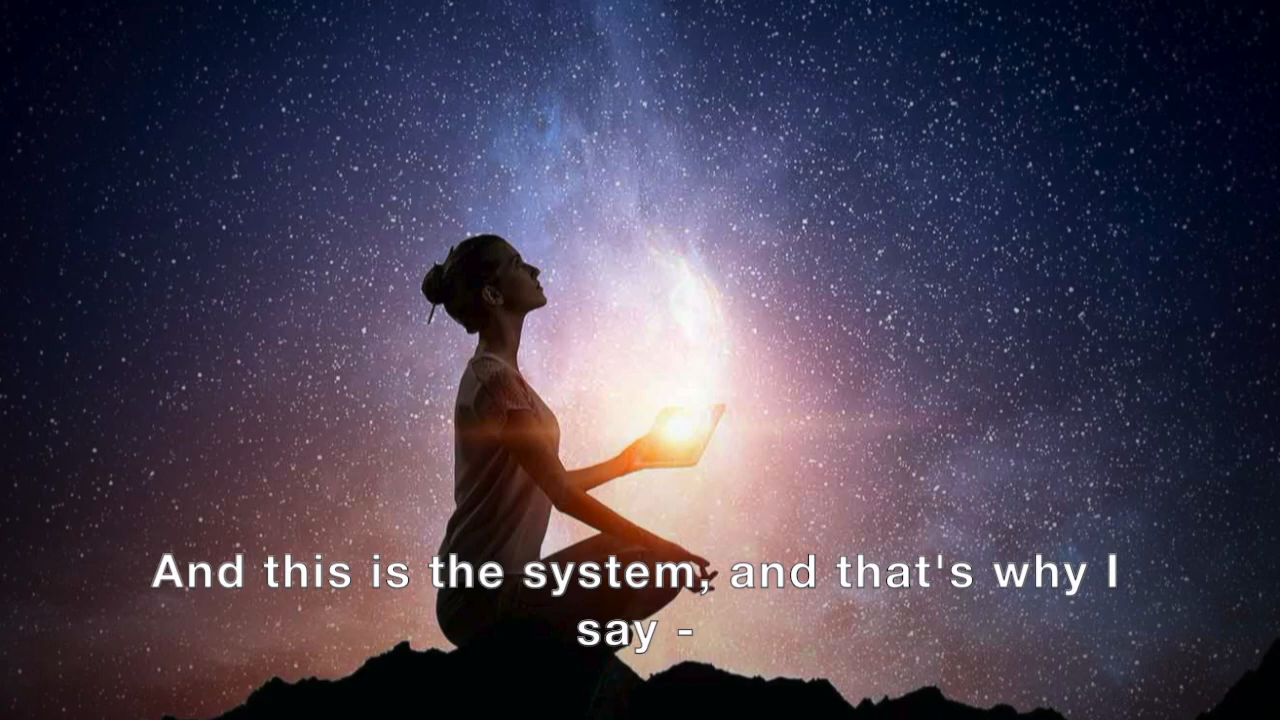 And this is the system, and that's why I
say -